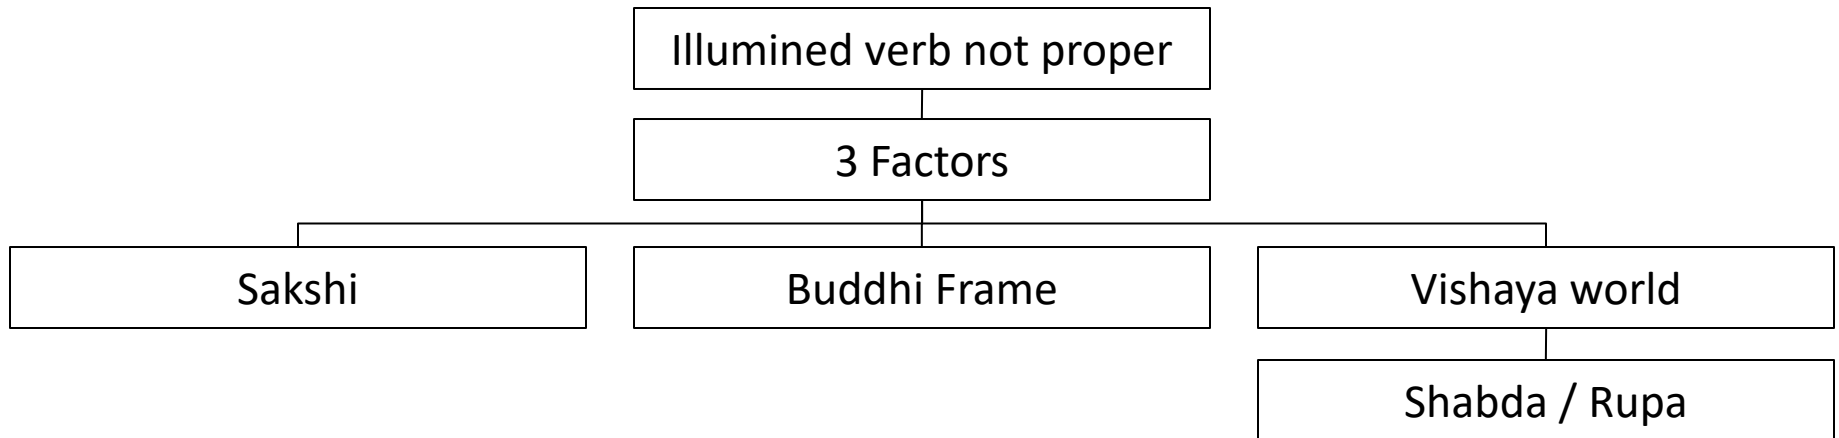 Illumined verb not proper
3 Factors
Sakshi
Buddhi Frame
Vishaya world
Shabda / Rupa